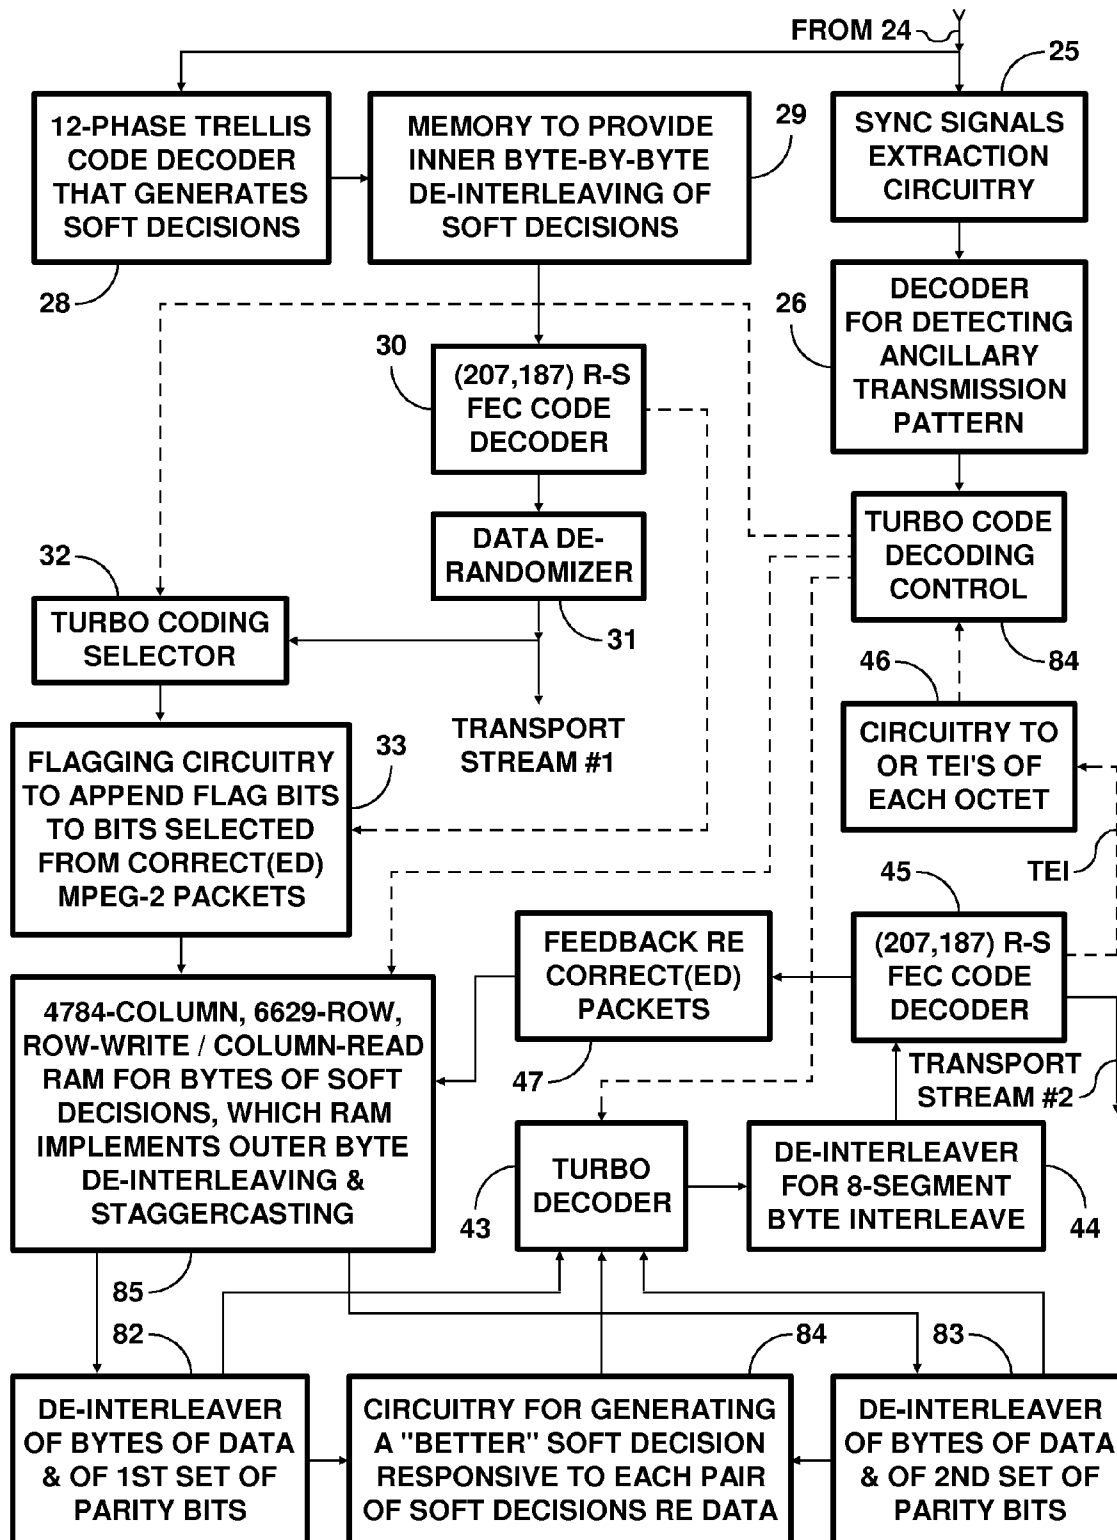 FROM 24
25
12-PHASE TRELLIS
CODE DECODER
THAT GENERATES
SOFT DECISIONS
28
MEMORY TO PROVIDE
INNER BYTE-BY-BYTE
DE-INTERLEAVING OF
SOFT DECISIONS
29
SYNC SIGNALS
EXTRACTION
CIRCUITRY
26
DECODER
FOR DETECTING
ANCILLARY
TRANSMISSION
PATTERN
30
(207,187) R-S
FEC CODE
DECODER
DATA DE-
RANDOMIZER
31
TURBO CODE
DECODING
CONTROL
84
32
TURBO CODING
SELECTOR
TRANSPORT
STREAM #1
46
CIRCUITRY TO
OR TEI'S OF
EACH OCTET
TEI
33
FLAGGING CIRCUITRY
TO APPEND FLAG BITS
TO BITS SELECTED
FROM CORRECT(ED)
MPEG-2 PACKETS
45
(207,187) R-S
FEC CODE
DECODER
FEEDBACK RE
CORRECT(ED)
PACKETS
47
TRANSPORT
STREAM #2
4784-COLUMN, 6629-ROW,
ROW-WRITE / COLUMN-READ
RAM FOR BYTES OF SOFT
DECISIONS, WHICH RAM
IMPLEMENTS OUTER BYTE
DE-INTERLEAVING &
STAGGERCASTING
85
TURBO
DECODER
43
DE-INTERLEAVER
FOR 8-SEGMENT
BYTE INTERLEAVE
44
82
DE-INTERLEAVER
OF BYTES OF DATA
& OF 1ST SET OF
PARITY BITS
84
CIRCUITRY FOR GENERATING
A "BETTER" SOFT DECISION
RESPONSIVE TO EACH PAIR
OF SOFT DECISIONS RE DATA
83
DE-INTERLEAVER
OF BYTES OF DATA
& OF 2ND SET OF
PARITY BITS